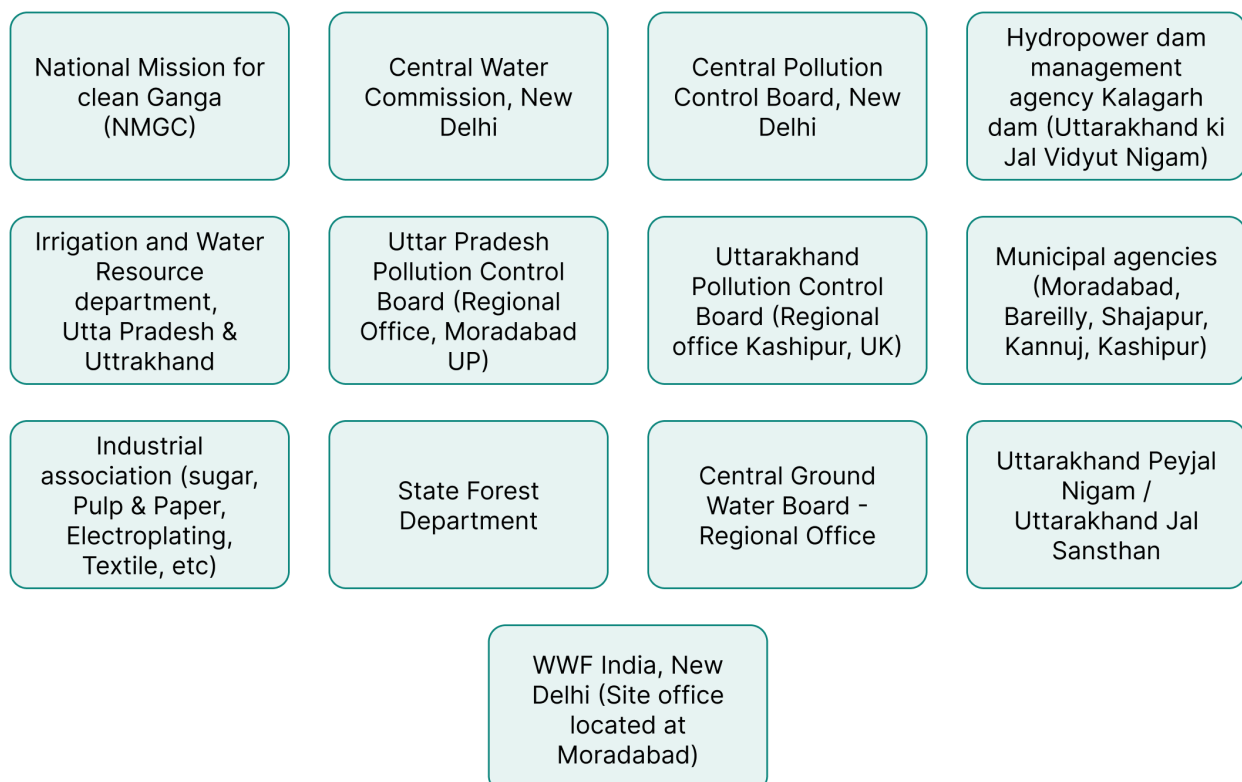 National Mission for
clean Ganga
(NMGC)
Central Water
Commission, New
Delhi
Central Pollution
Control Board, New
Delhi
Hydropower dam
management
agency Kalagarh
dam (Uttarakhand ki
Jal Vidyut Nigam)
Irrigation and Water
Resource
department,
Utta Pradesh &
Uttrakhand
Uttar Pradesh
Pollution Control
Board (Regional
Office, Moradabad
UP)
Uttarakhand
Pollution Control
Board (Regional
office Kashipur, UK)
Municipal agencies
(Moradabad,
Bareilly, Shajapur,
Kannuj, Kashipur)
Industrial
association (sugar,
Pulp & Paper,
Electroplating,
Textile, etc)
State Forest
Department
Central Ground
Water Board -
Regional Office
Uttarakhand Peyjal
Nigam /
Uttarakhand Jal
Sansthan
WWF India, New
Delhi (Site office
located at
Moradabad)